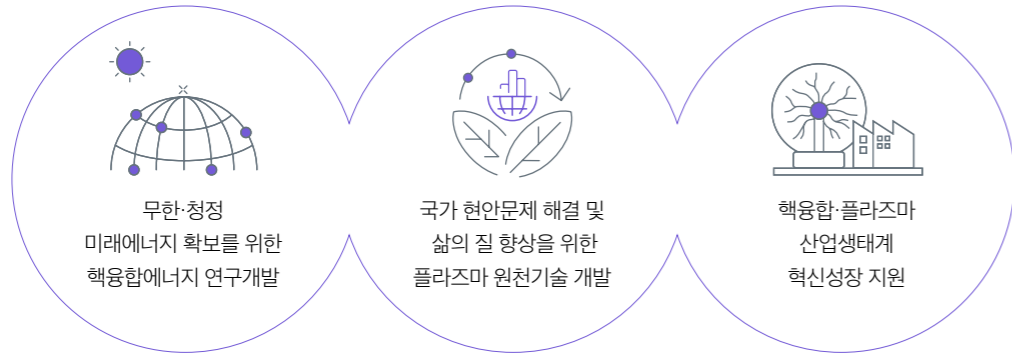 무한·청정
미래에너지 확보를 위한
핵융합에너지 연구개발
국가 현안문제 해결 및
삶의 질 향상을 위한
플라즈마 원천기술 개발
핵융합·플라즈마
산업생태계
혁신성장 지원